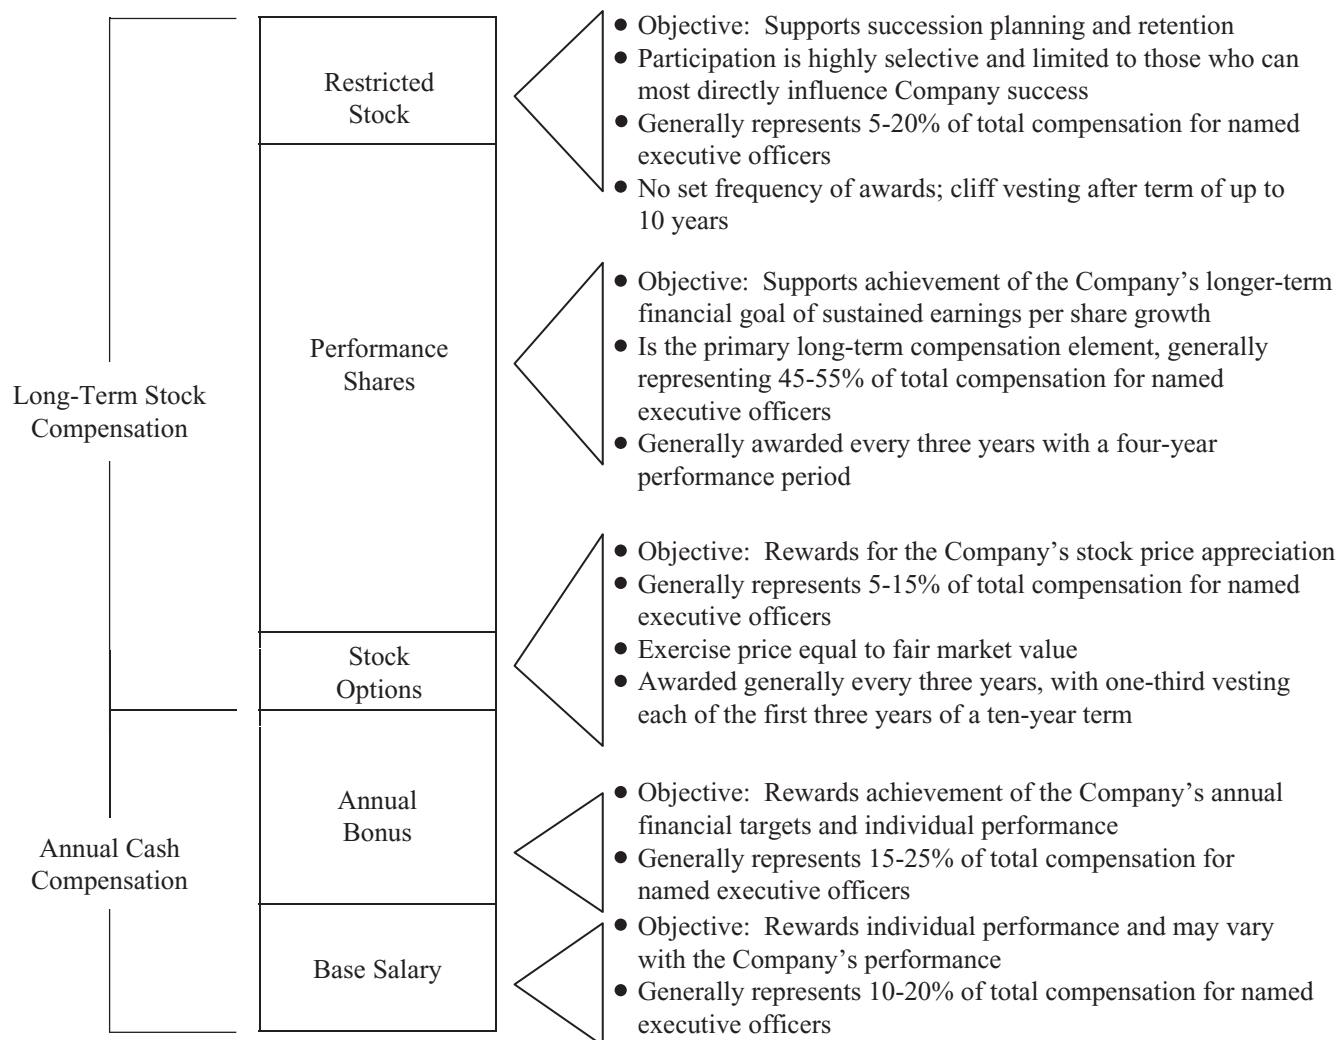 Long-Term Stock
Compensation
Annual Cash
Compensation
Restricted
Stock
● Objective:  Supports succession planning and retention
● Participation is highly selective and limited to those who can
most directly influence Company success
● Generally represents 5-20% of total compensation for named
executive officers
● No set frequency of awards; cliff vesting after term of up to
10 years
Performance
Shares
● Objective:  Supports achievement of the Company’s longer-term
financial goal of sustained earnings per share growth
● Is the primary long-term compensation element, generally
representing 45-55% of total compensation for named
executive officers
● Generally awarded every three years with a four-year
performance period
Stock
Options
● Objective:  Rewards for the Company’s stock price appreciation
● Generally represents 5-15% of total compensation for named
executive officers
● Exercise price equal to fair market value
● Awarded generally every three years, with one-third vesting
each of the first three years of a ten-year term
Annual
Bonus
● Objective:  Rewards achievement of the Company’s annual
financial targets and individual performance
● Generally represents 15-25% of total compensation for
named executive officers
Base Salary
● Objective:  Rewards individual performance and may vary
with the Company’s performance
● Generally represents 10-20% of total compensation for named
executive officers